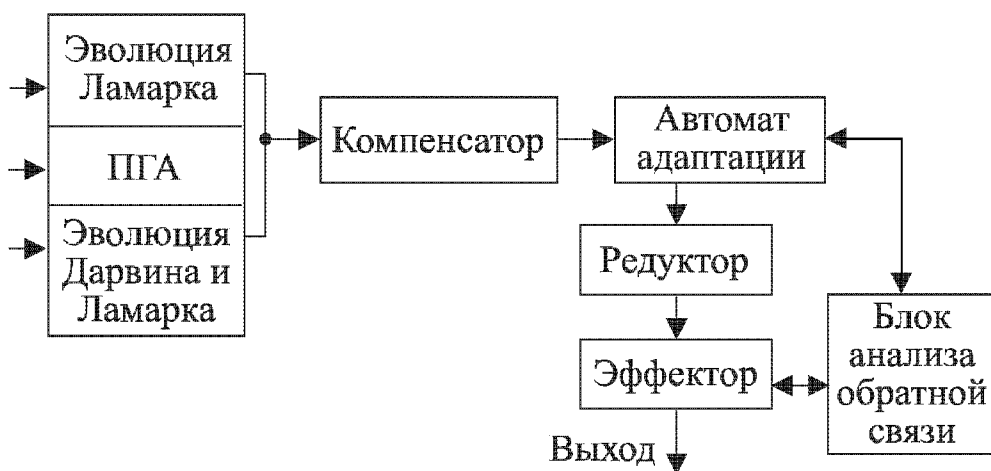 Эволюция
Ламарка
ПГА
Эволюция
Дарвина и
Ламарка
Компенсатор
Автомат
адаптации
Редуктор
Эффектор
Блок
анализа
обратной
связи
Выход